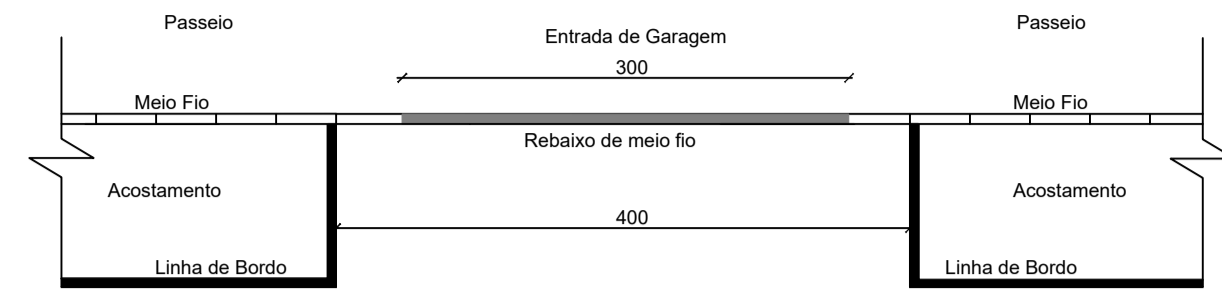 Passeio
Passeio
Entrada de Garagem
300
Meio Fio
Meio Fio
Rebaixo de meio fio
Acostamento
Acostamento
400
Linha de Bordo
Linha de Bordo